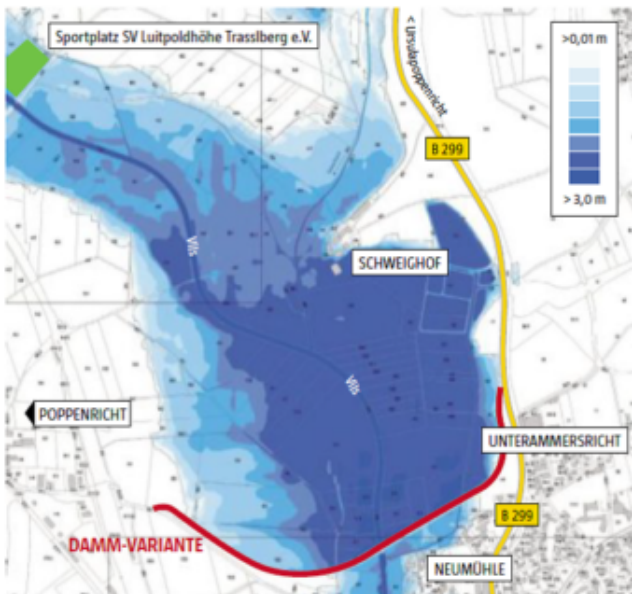 Sportplatz SV Luitpoldhöhe Trasslberg e.V.
>0,01 m
< Ursulapoppenricht
B 299
> 3,0 m
Vils
SCHWEIGHOF
Vils
POPPENRICHT
UNTERAMMERSRICHT
B 299
DAMM-VARIANTE
NEUMÜHLE